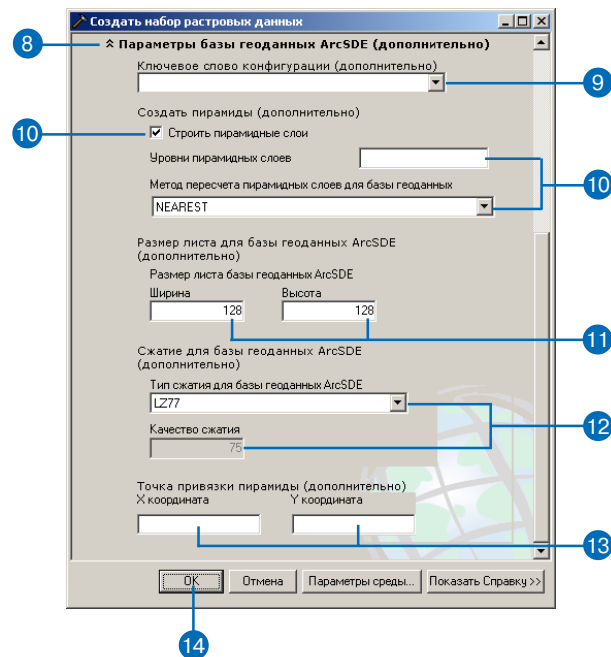 Создать набор растровых данных
8
Параметры базы геоданных ArcSDE (дополнительно)
Ключевое слово конфигурации (дополнительно)
9
Создать пирамиды (дополнительно)
10
Строить пирамидные слои
Уровни пирамидных слоев
10
Метод пересчета пирамидных слоев для базы геоданных
NEAREST
Размер листа для базы геоданных ArcSDE
(дополнительно)
Размер листа базы геоданных ArcSDE
Ширина Высота
128 128
11
Сжатие для базы геоданных ArcSDE
(дополнительно)
Тип сжатия для базы геоданных ArcSDE
LZ77
12
Качество сжатия
75
Точка привязки пирамиды (дополнительно)
X координата Y координата
13
OK Отмена Параметры среды... Показать Справку >>
14